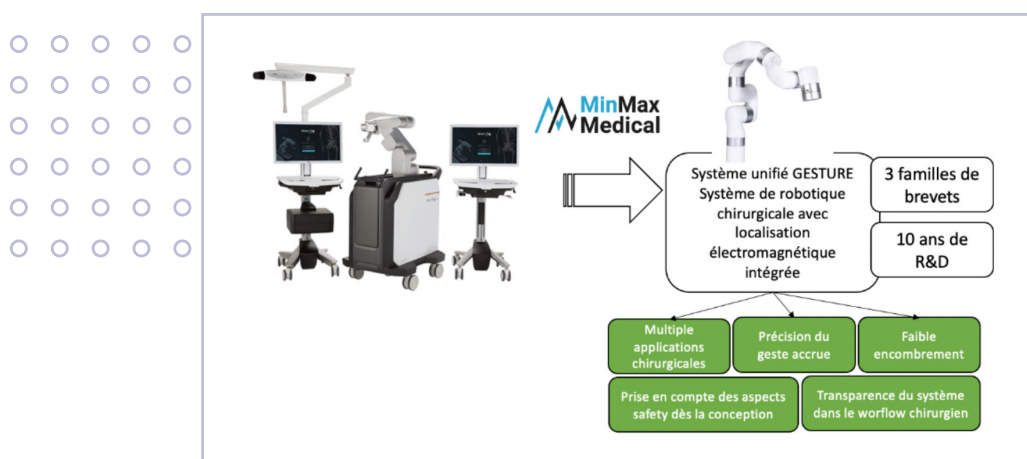 MinMax
Medical
Système unifié GESTURE
Système de robotique
chirurgicale avec
localisation
électromagnétique
intégrée
3 familles de
brevets
10 ans de
R&D
Multiple
applications
chirurgicales
Précision du
geste accrue
Faible
encombrement
Prise en compte des aspects
safety dès la conception
Transparence du système
dans le worflow chirurgien